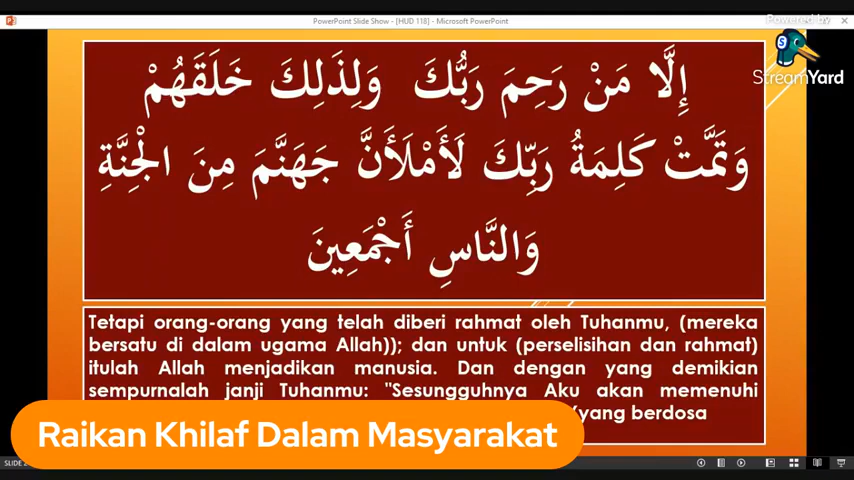 PowerPoint Slide Show - [HUD 118] - Microsoft PowerPoint
Powered by
StreamYard
إِلَّا مَنْ رَحِمَ رَبُّكَ وَلِذَلِكَ خَلَقَهُمْ
وَتَمَّتْ كَلِمَةُ رَبِّكَ لَأَمْلَأَنَّ جَهَنَّمَ مِنَ الْجِنَّةِ
وَالنَّاسِ أَجْمَعِينَ
Tetapi orang-orang yang telah diberi rahmat oleh Tuhanmu, (mereka
bersatu di dalam ugama Allah)); dan untuk (perselisihan dan rahmat)
itulah Allah menjadikan manusia. Dan dengan yang demikian
sempurnalah janji Tuhanmu: "Sesungguhnya Aku akan memenuhi
(yang berdosa
Raikan Khilaf Dalam Masyarakat
SLIDE